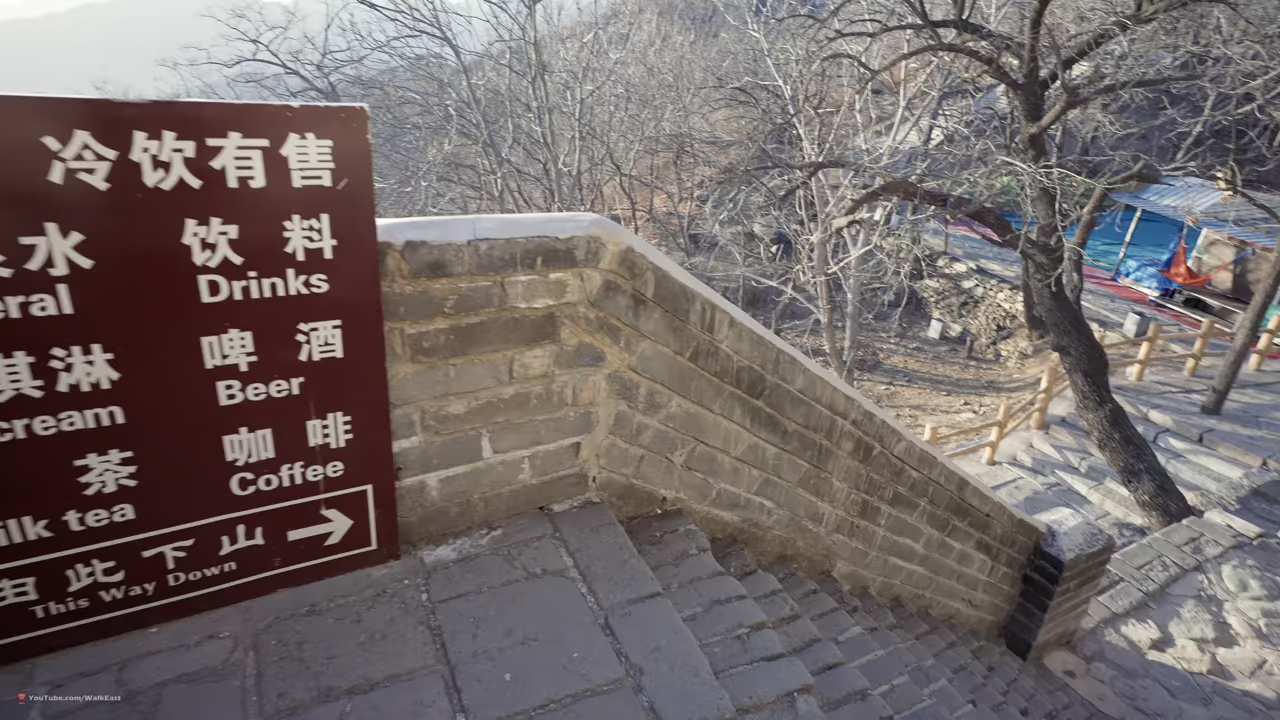 冷饮有售
水 饮 料
eral Drinks
淇淋 啤 酒
cream Beer
茶 咖 啡
ilk tea Coffee
由此下山 →
This Way Down
YouTube.com/WalkEast